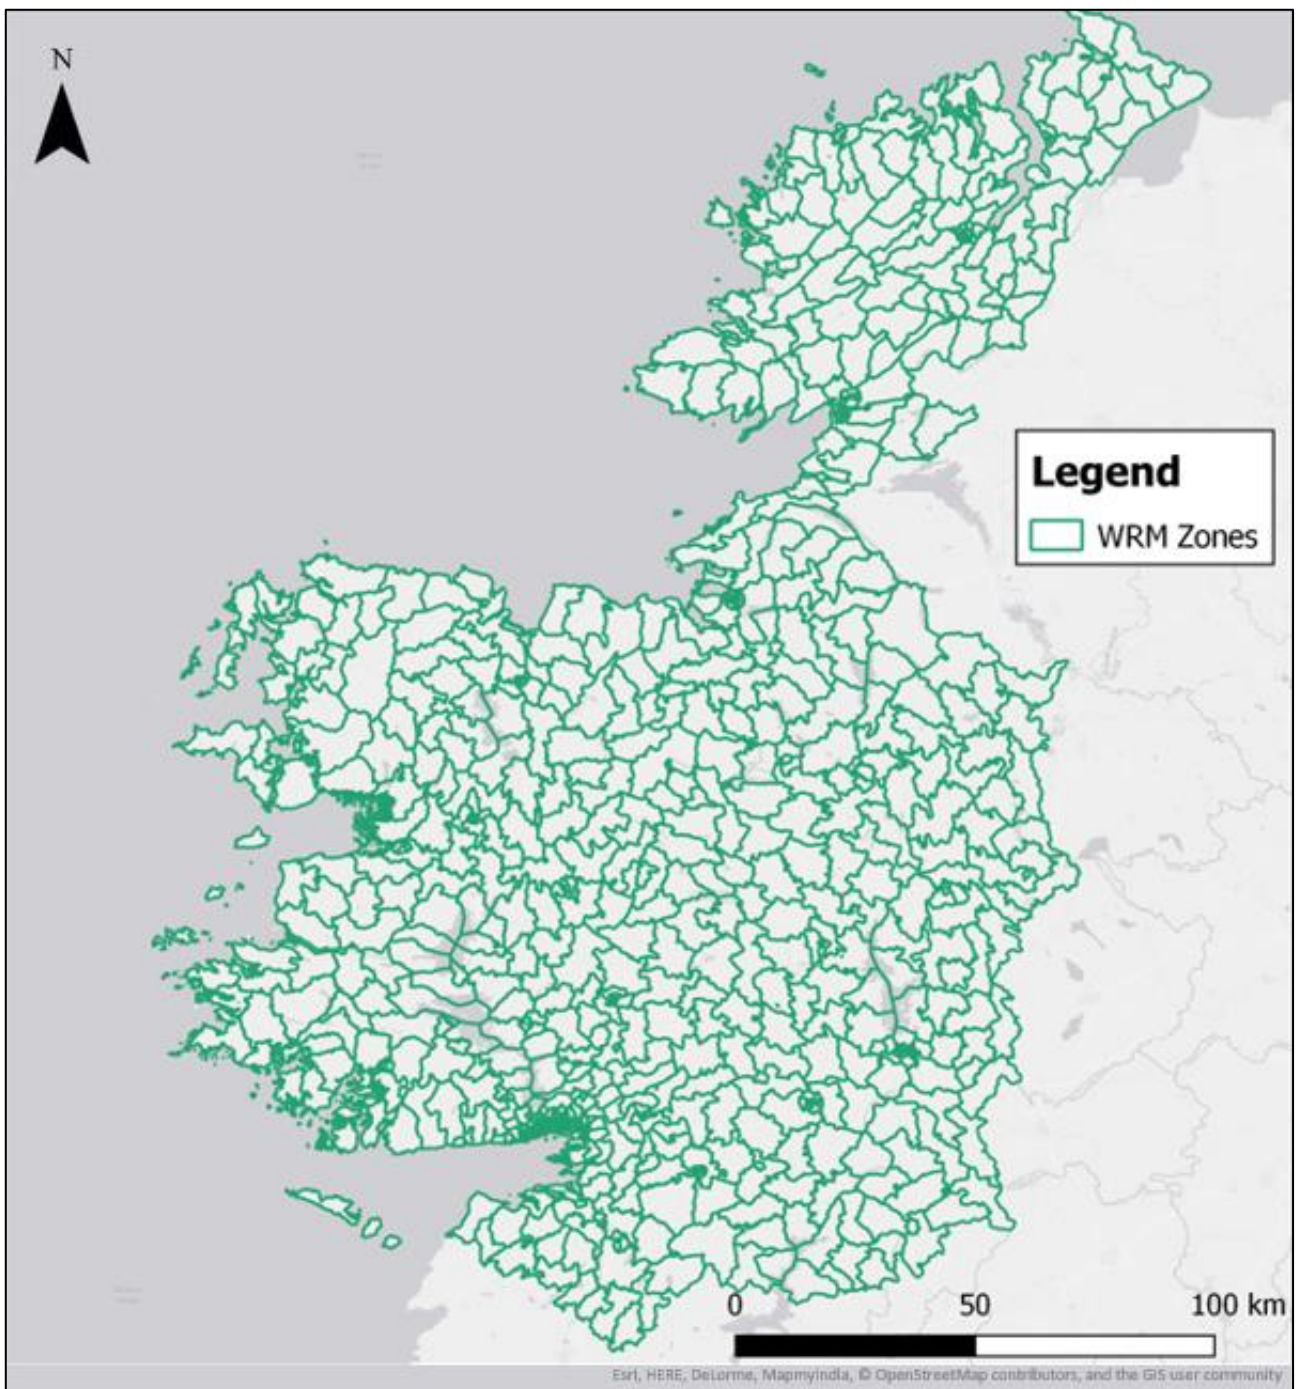 N
Legend
WRM Zones
0 50 100 km
Esri, HERE, DeLorme, MapmyIndia, © OpenStreetMap contributors, and the GIS user community